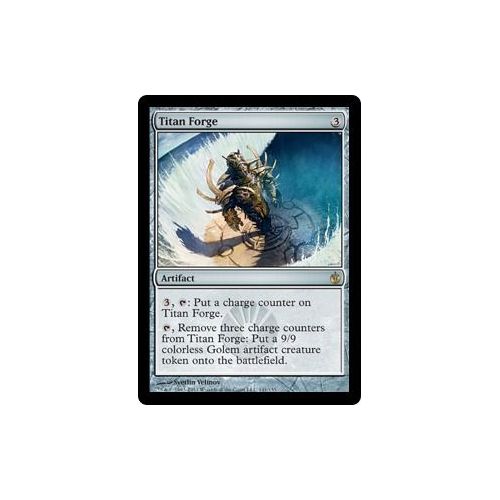 Titan Forge 3
Artifact
3, : Put a charge counter on
Titan Forge.
, Remove three charge counters
from Titan Forge: Put a 9/9
colorless Golem artifact creature
token onto the battlefield.
Svetlin Velinov